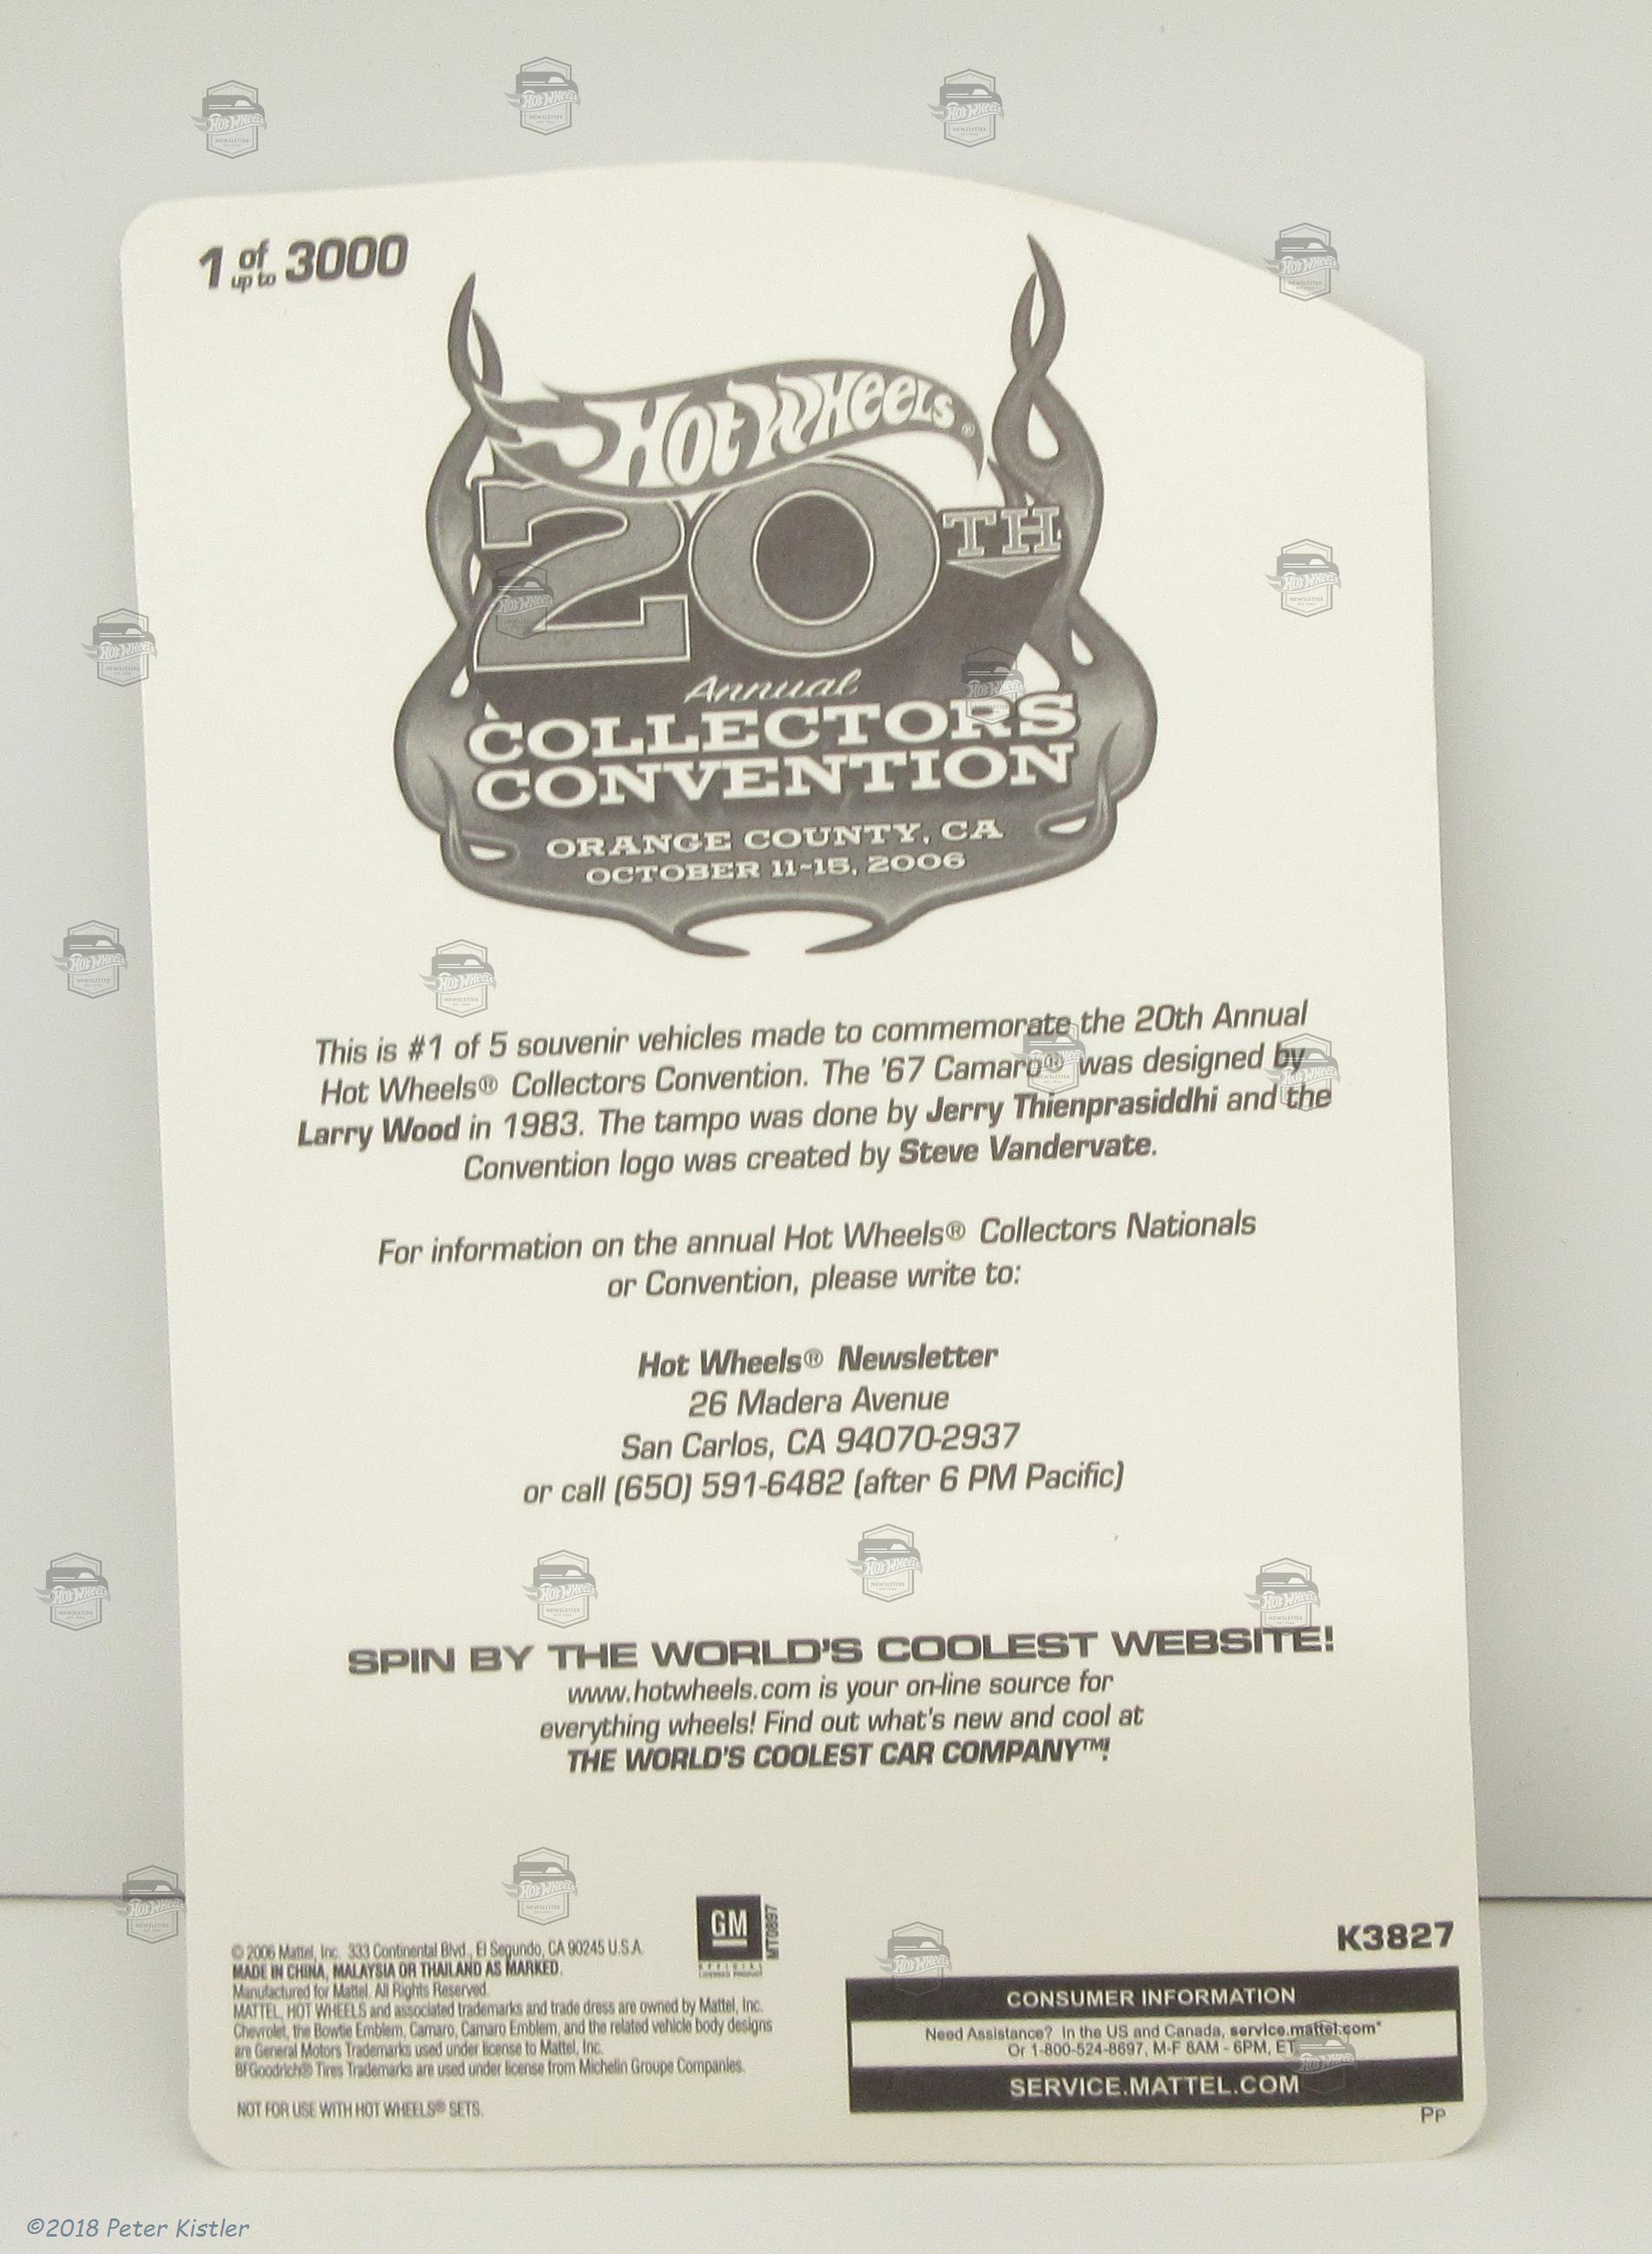 1 of up to 3000
HOT WHEELS®
20TH
Annual
COLLECTORS
CONVENTION
ORANGE COUNTY, CA
OCTOBER 11-15, 2006
This is #1 of 5 souvenir vehicles made to commemorate the 20th Annual
Hot Wheels® Collectors Convention. The '67 Camaro® was designed by
Larry Wood in 1983. The tampo was done by Jerry Thienprasiddhi and the
Convention logo was created by Steve Vandervate.
For information on the annual Hot Wheels® Collectors Nationals
or Convention, please write to:
Hot Wheels® Newsletter
26 Madera Avenue
San Carlos, CA 94070-2937
or call (650) 591-6482 (after 6 PM Pacific)
SPIN BY THE WORLD'S COOLEST WEBSITE!
www.hotwheels.com is your on-line source for
everything wheels! Find out what's new and cool at
THE WORLD'S COOLEST CAR COMPANY™!
© 2006 Mattel, Inc. 333 Continental Blvd., El Segundo, CA 90245 U.S.A.
MADE IN CHINA, MALAYSIA OR THAILAND AS MARKED.
Manufactured for Mattel. All Rights Reserved.
MATTEL, HOT WHEELS and associated trademarks and trade dress are owned by Mattel, Inc.
Chevrolet, the Bowtie Emblem, Camaro, Camaro Emblem, and the related vehicle body designs
are General Motors Trademarks used under license to Mattel, Inc.
BFGoodrich® Tires Trademarks are used under license from Michelin Groupe Companies.
NOT FOR USE WITH HOT WHEELS® SETS.
GM
OFFICIAL
LICENSED PRODUCT
MT0897
K3827
CONSUMER INFORMATION
Need Assistance? In the US and Canada, service.mattel.com*
Or 1-800-524-8697, M-F 8AM - 6PM, ET
SERVICE.MATTEL.COM
PP
©2018 Peter Kistler